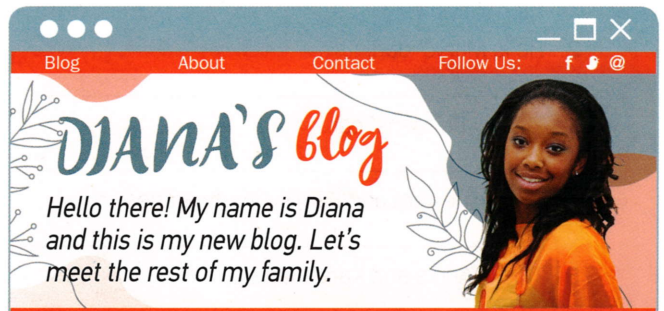 Blog About Contact Follow Us: f @
DIANA'S blog
Hello there! My name is Diana
and this is my new blog. Let's
meet the rest of my family.